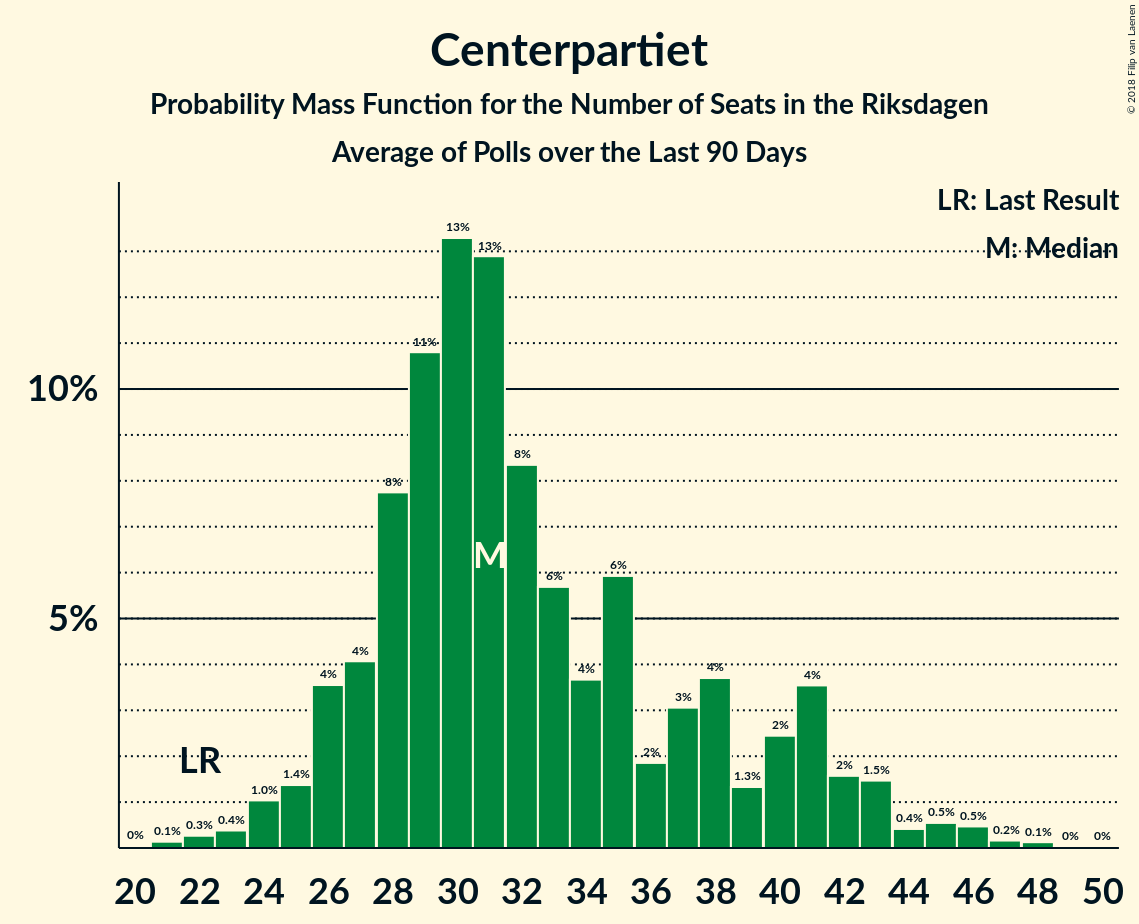 © 2018 Filip van Laenen
Centerpartiet
Probability Mass Function for the Number of Seats in the Riksdagen
Average of Polls over the Last 90 Days
LR: Last Result
M: Median
10%
5%
0% 0.1% 0.3% 0.4% 1.0% 1.4% 4% 4% 8% 11% 13% 13% 8% 6% 4% 6% 2% 3% 4% 1.3% 2% 4% 2% 1.5% 0.4% 0.5% 0.5% 0.2% 0.1% 0% 0%
M
LR
20 22 24 26 28 30 32 34 36 38 40 42 44 46 48 50